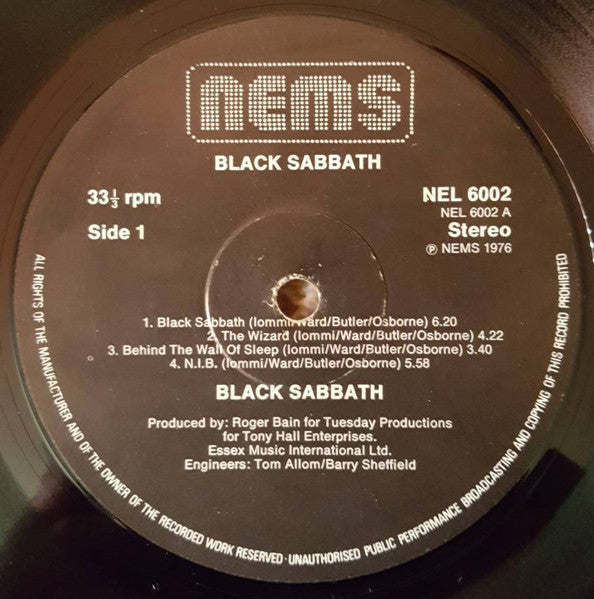 nems
BLACK SABBATH
33⅓ rpm
NEL 6002
NEL 6002 A
Side 1
Stereo
℗ NEMS 1976
1. Black Sabbath (Iommi/Ward/Butler/Osborne) 6.20
2. The Wizard (Iommi/Ward/Butler/Osborne) 4.22
3. Behind The Wall Of Sleep (Iommi/Ward/Butler/Osborne) 3.40
4. N.I.B. (Iommi/Ward/Butler/Osborne) 5.58
BLACK SABBATH
Produced by: Roger Bain for Tuesday Productions
for Tony Hall Enterprises.
Essex Music International Ltd.
Engineers: Tom Allom/Barry Sheffield
ALL RIGHTS OF THE MANUFACTURER AND OF THE OWNER OF THE RECORDED WORK RESERVED · UNAUTHORISED PUBLIC PERFORMANCE BROADCASTING AND COPYING OF THIS RECORD PROHIBITED